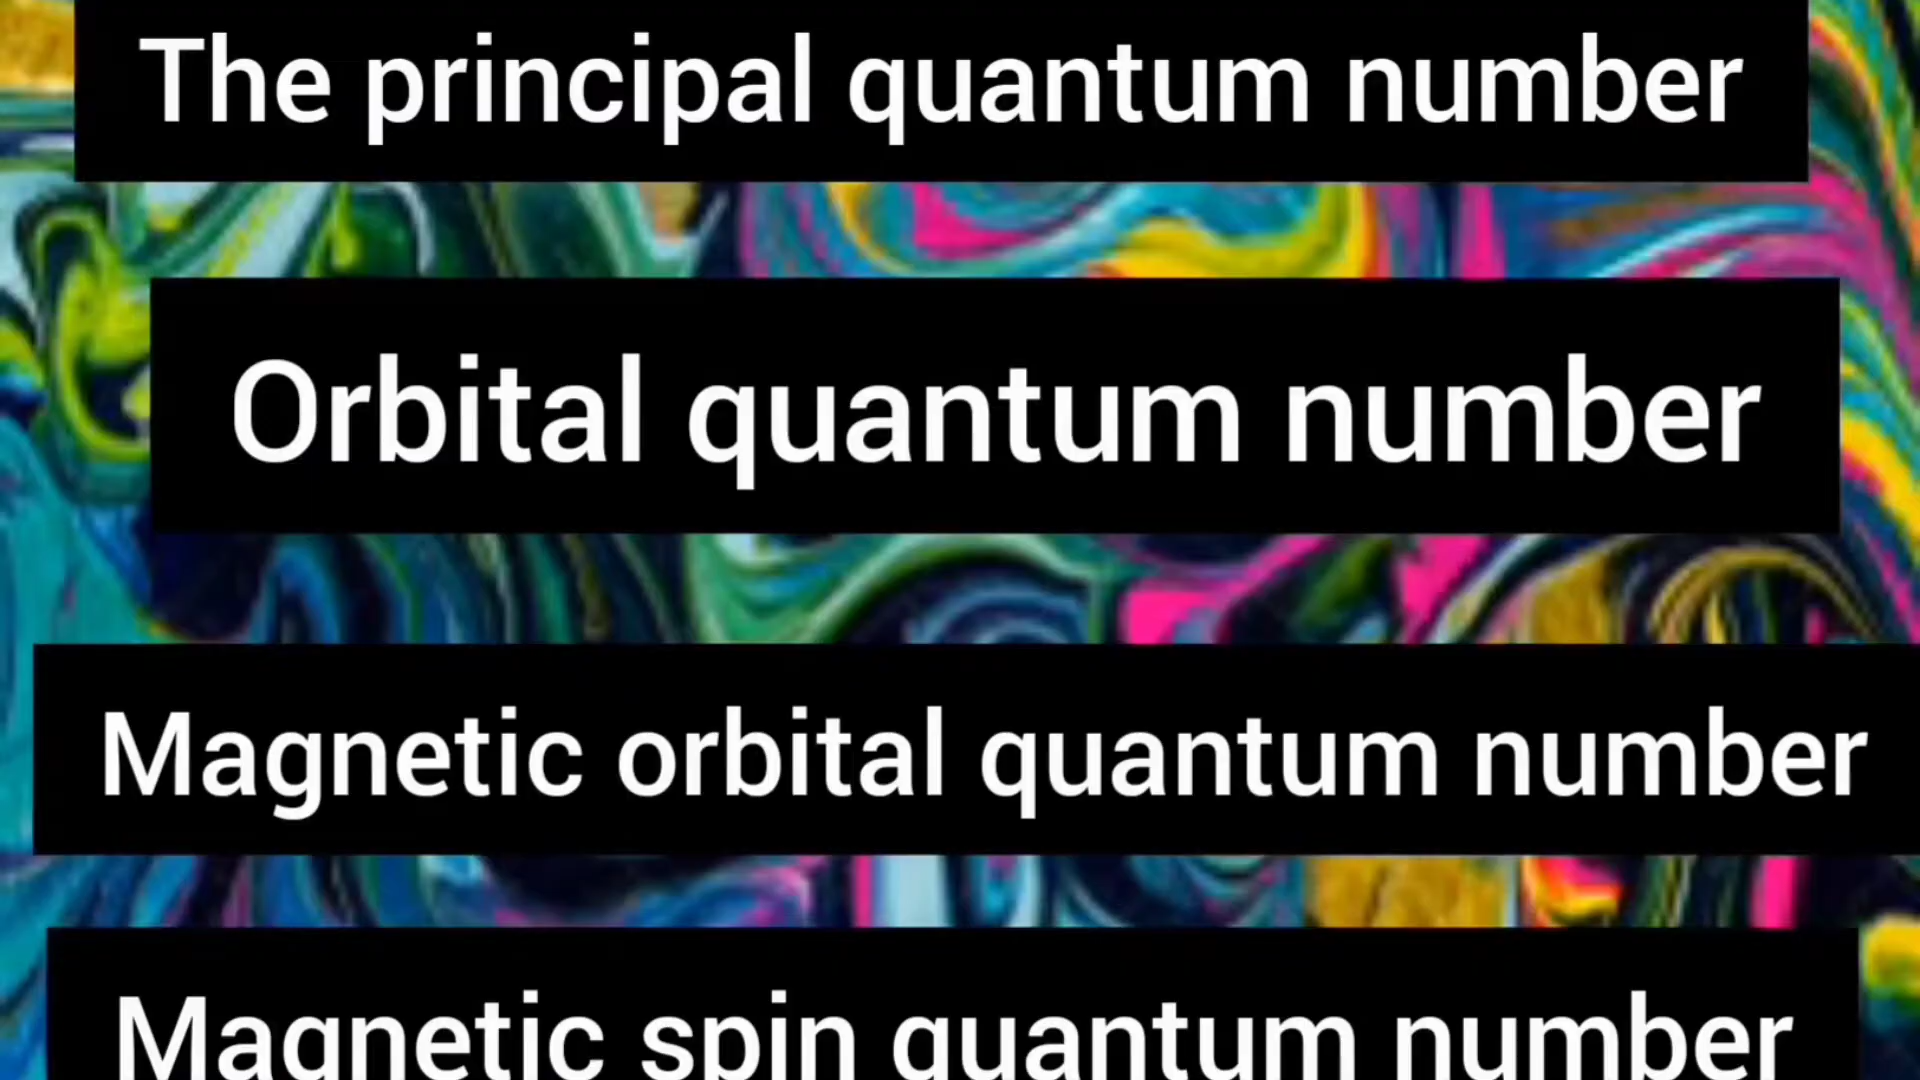 The principal quantum number
Orbital quantum number
Magnetic orbital quantum number
Magnetic spin quantum number